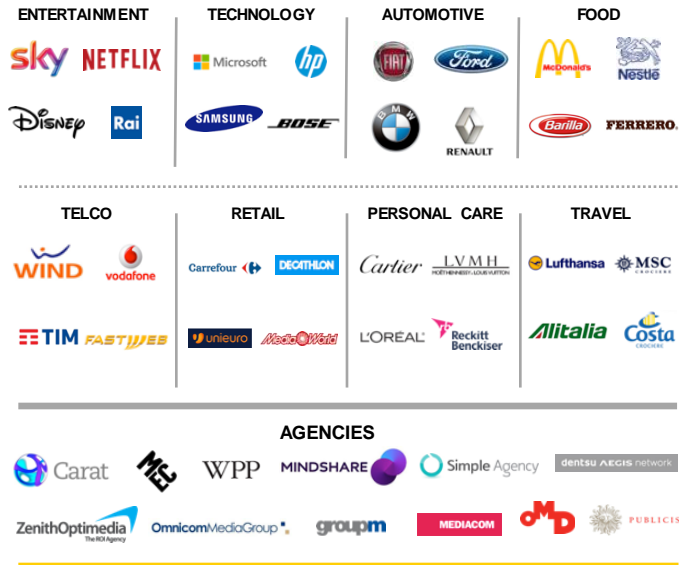 ENTERTAINMENT TECHNOLOGY AUTOMOTIVE FOOD
sky NETFLIX Microsoft hp FIAT Ford McDonald's Nestlē
Disney Rai SAMSUNG BOSE BMW RENAULT Barilla FERRERO
TELCO RETAIL PERSONAL CARE TRAVEL
WIND vodafone Carrefour DECATHLON Cartier LVMH
MOËT HENNESSY. LOUIS VUITTON
Lufthansa MSC
CROCIERE
TIM FASTWEB unieuro MediaWorld L'ORÉAL Reckitt
Benckiser
Alitalia Costa
CROCIERE
AGENCIES
Carat MEC WPP MINDSHARE Simple Agency dentsu AEGIS network
ZenithOptimedia
The ROI Agency
OmnicomMediaGroup groupm MEDIACOM OMD PUBLICIS